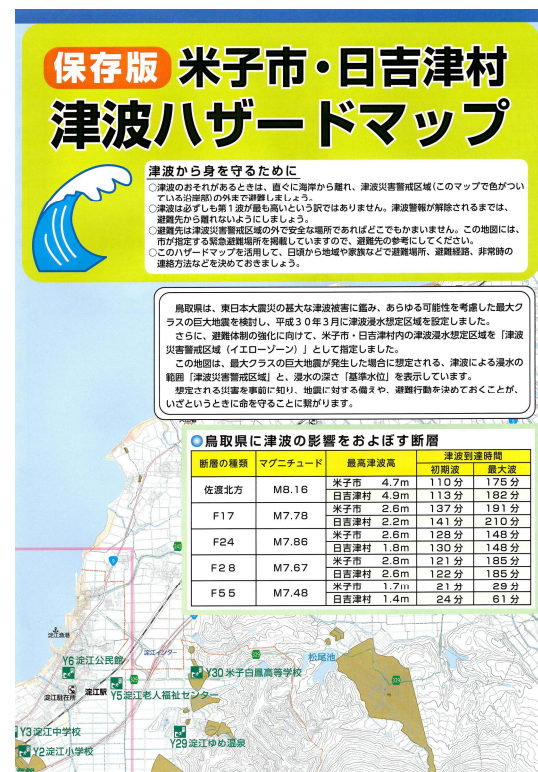 保存版
米子市・日吉津村
津波ハザードマップ
津波から身を守るために
○津波のおそれがあるときは、直ぐに海岸から離れ、津波災害警戒区域(このマップで色がつい
ている沿岸部)の外まで避難しましょう。
○津波は必ずしも第1波が最も高いという訳ではありません。津波警報が解除されるまでは、
避難先から離れないようにしましょう。
○避難先は津波災害警戒区域の外で安全な場所であればどこでもかまいません。この地図には、
市が指定する緊急避難場所を掲載していますので、避難先の参考にしてください。
○このハザードマップを活用して、日頃から地域や家族などで避難場所、避難経路、非常時の
連絡方法などを決めておきましょう。
鳥取県は、東日本大震災の甚大な津波被害に鑑み、あらゆる可能性を考慮した最大ク
ラスの巨大地震を検討し、平成30年3月に津波浸水想定区域を設定しました。
さらに、避難体制の強化に向けて、米子市・日吉津村内の津波浸水想定区域を「津波
災害警戒区域(イエローゾーン)」として指定しました。
この地図は、最大クラスの巨大地震が発生した場合に想定される、津波による浸水の
範囲「津波災害警戒区域」と、浸水の深さ「基準水位」を表示しています。
想定される災害を事前に知り、地震に対する備えや、避難行動を決めておくことが、
いざというときに命を守ることに繋がります。
鳥取県に津波の影響をおよぼす断層
断層の種類 マグニチュード 最高津波高 津波到達時間
初期波 最大波
佐渡北方 M8.16 米子市 4.7m 110分 175分
日吉津村 4.9m 113分 182分
F17 M7.78 米子市 2.6m 137分 191分
日吉津村 2.2m 141分 210分
F24 M7.86 米子市 2.6m 128分 148分
日吉津村 1.8m 130分 148分
F28 M7.67 米子市 2.8m 121分 185分
日吉津村 2.6m 122分 185分
F55 M7.48 米子市 1.7m 21分 29分
日吉津村 1.4m 24分 61分
淀江漁港
淀江インター
松尾池
Y6淀江公民館
Y30米子白鳳高等学校
淀江駐在所
淀江駅
Y5淀江老人福祉センター
Y3淀江中学校
Y29淀江ゆめ温泉
Y2淀江小学校